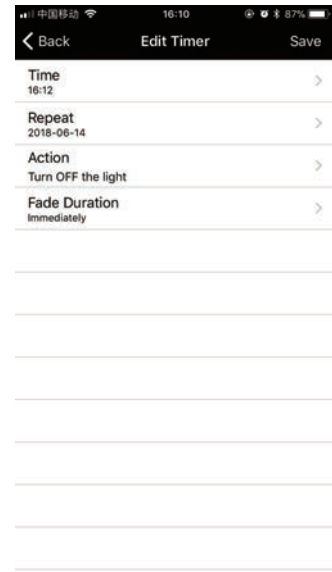 中国移动 16:10 87%
Back Edit Timer Save
Time
16:12
Repeat
2018-06-14
Action
Turn OFF the light
Fade Duration
Immediately